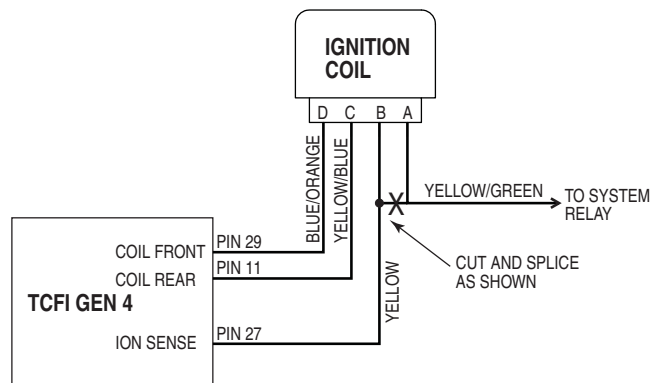 IGNITION
COIL
D C B A
BLUE/ORANGE
YELLOW/BLUE
YELLOW/GREEN
TO SYSTEM
RELAY
COIL FRONT
PIN 29
COIL REAR
PIN 11
TCFI GEN 4
ION SENSE
PIN 27
YELLOW
CUT AND SPLICE
AS SHOWN